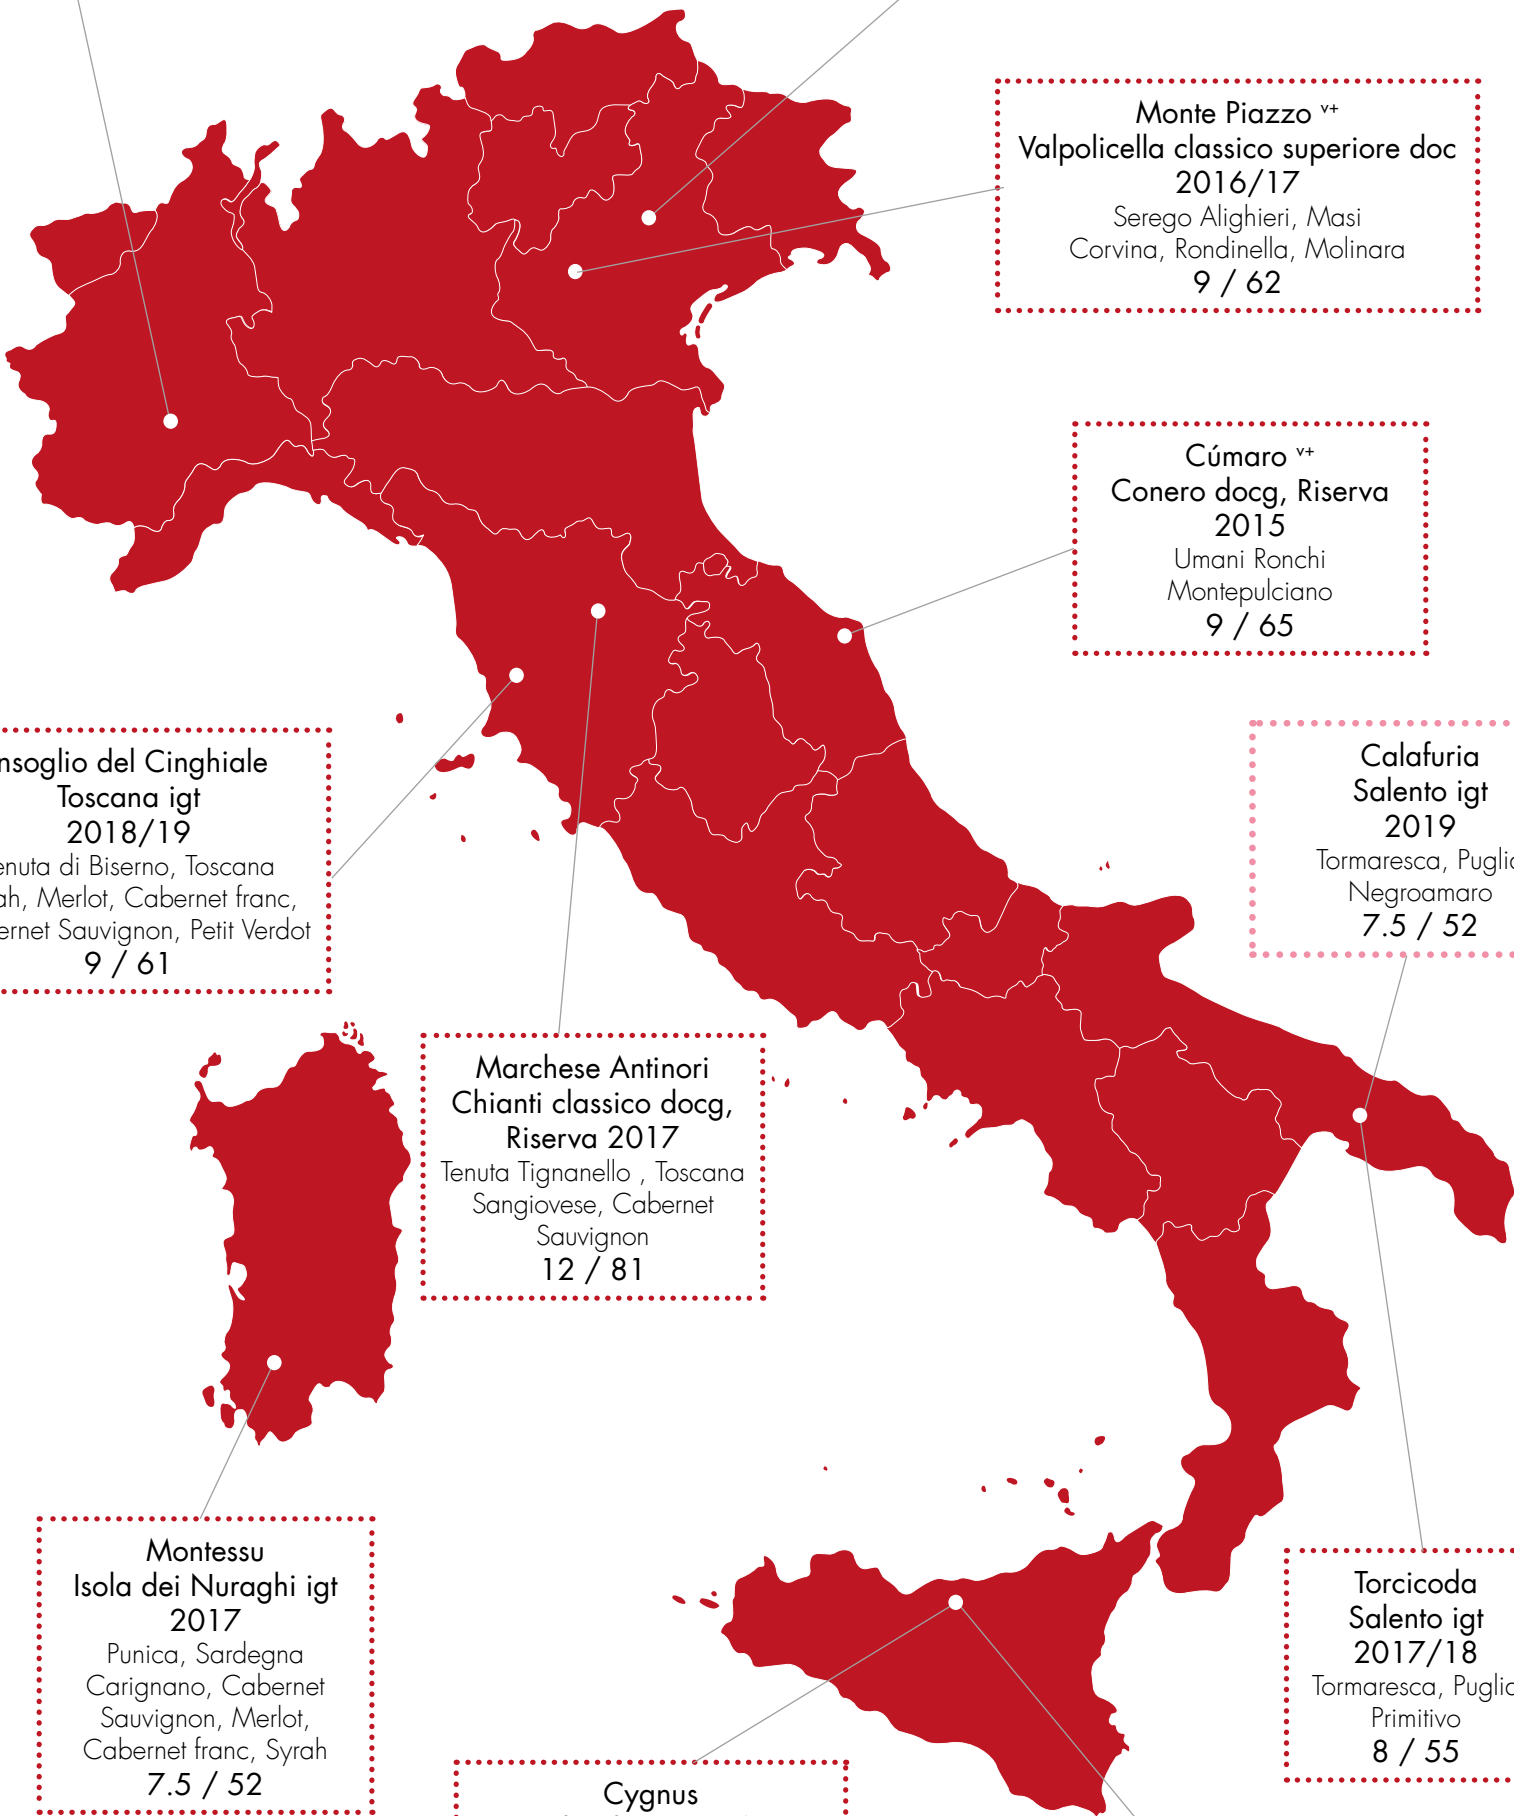 Monte Piazzo v+
Valpolicella classico superiore doc
2016/17
Serego Alighieri, Masi
Corvina, Rondinella, Molinara
9 / 62
Cúmaro v+
Conero docg, Riserva
2015
Umani Ronchi
Montepulciano
9 / 65
nsoglio del Cinghiale
Toscana igt
2018/19
enuta di Biserno, Toscana
ah, Merlot, Cabernet franc,
ernet Sauvignon, Petit Verdot
9 / 61
Calafuria
Salento igt
2019
Tormaresca, Puglia
Negroamaro
7.5 / 52
Marchese Antinori
Chianti classico docg,
Riserva 2017
Tenuta Tignanello , Toscana
Sangiovese, Cabernet
Sauvignon
12 / 81
Montessu
Isola dei Nuraghi igt
2017
Punica, Sardegna
Carignano, Cabernet
Sauvignon, Merlot,
Cabernet franc, Syrah
7.5 / 52
Torcicoda
Salento igt
2017/18
Tormaresca, Puglia
Primitivo
8 / 55
Cygnus